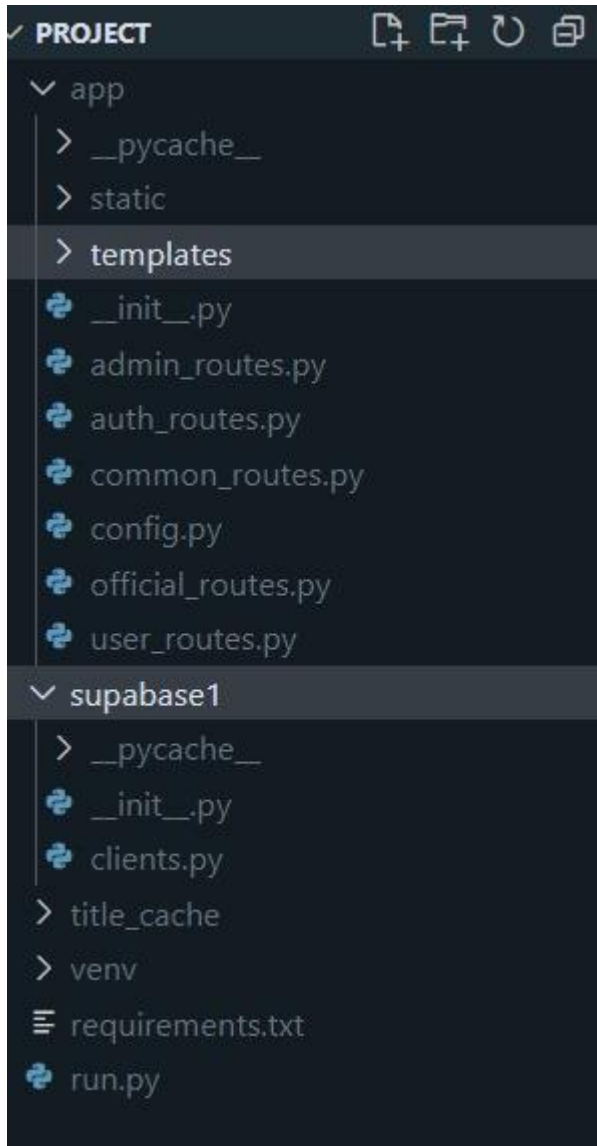 PROJECT
app
__pycache__
static
templates
__init__.py
admin_routes.py
auth_routes.py
common_routes.py
config.py
official_routes.py
user_routes.py
supabase1
__pycache__
__init__.py
clients.py
title_cache
venv
requirements.txt
run.py